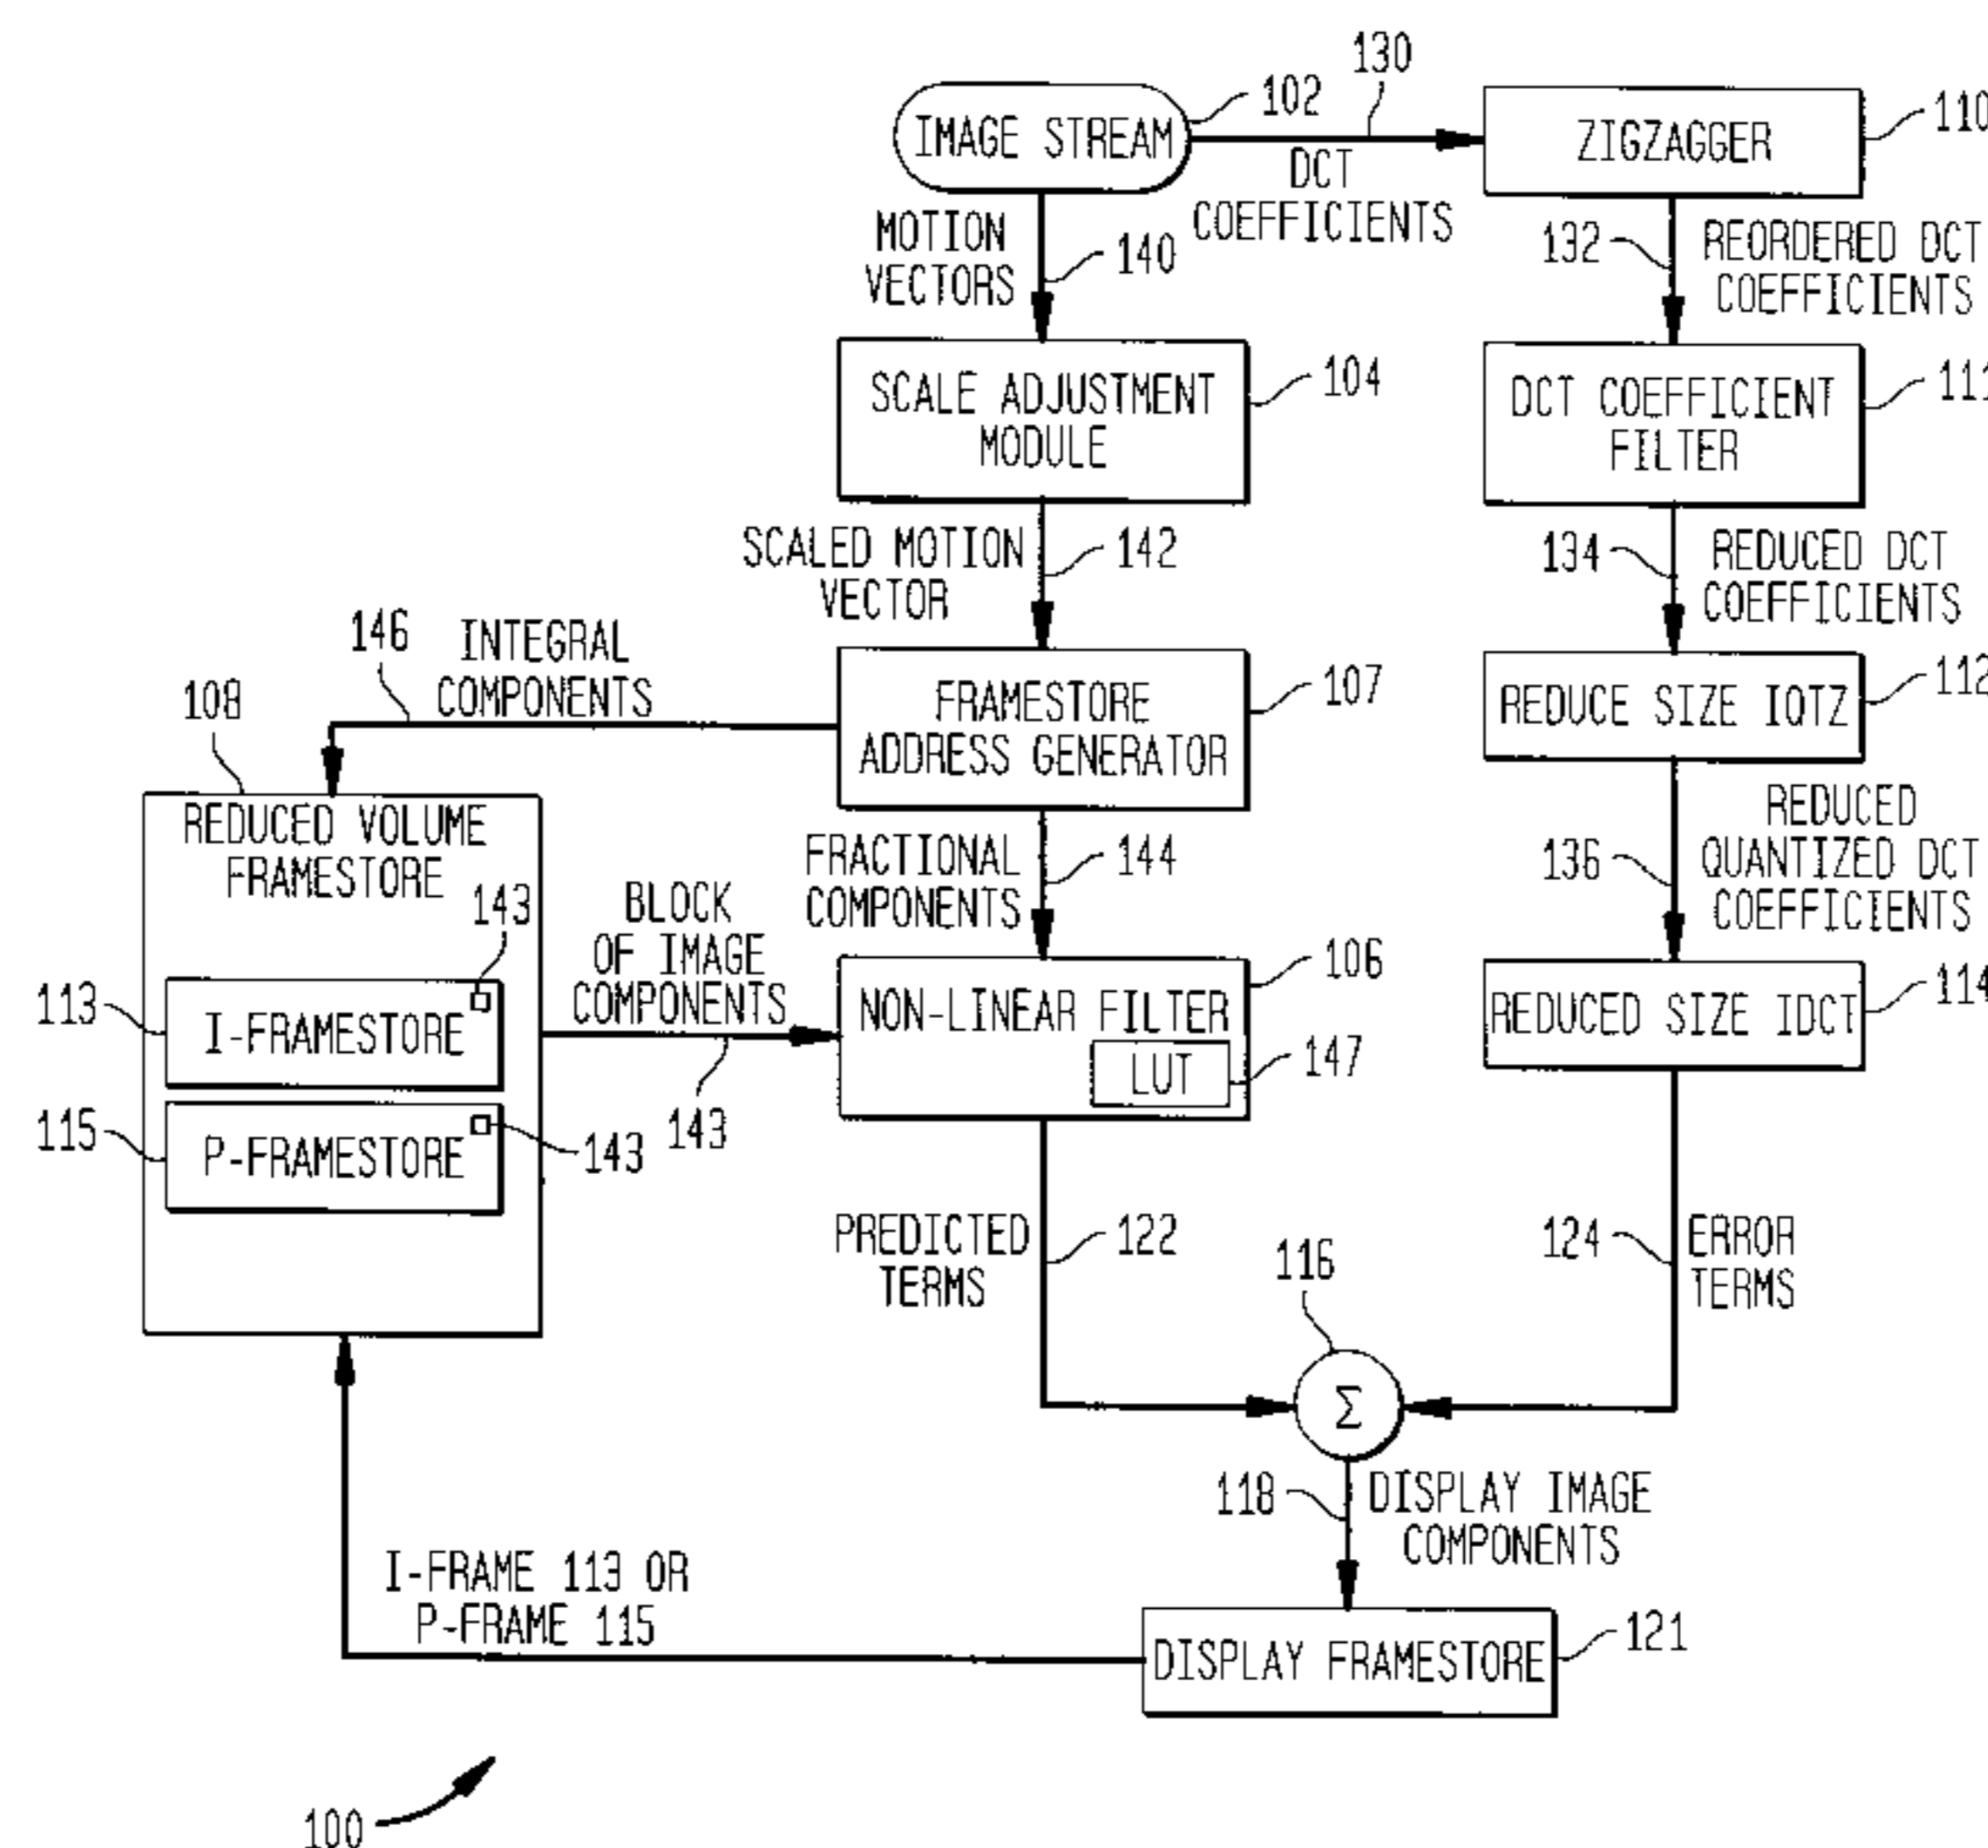 130
IMAGE STREAM
102
DCT
COEFFICIENTS
ZIGZAGGER
110
MOTION
VECTORS
140
132
REORDERED DCT
COEFFICIENTS
SCALE ADJUSTMENT
MODULE
104
DCT COEFFICIENT
FILTER
111
SCALED MOTION
VECTOR
142
134
REDUCED DCT
COEFFICIENTS
146
INTEGRAL
COMPONENTS
FRAMESTORE
ADDRESS GENERATOR
107
REDUCE SIZE IQTZ
112
108
REDUCED VOLUME
FRAMESTORE
143
FRACTIONAL
COMPONENTS
144
136
REDUCED
QUANTIZED DCT
COEFFICIENTS
BLOCK
OF IMAGE
COMPONENTS
143
113
I-FRAMESTORE
NON-LINEAR FILTER
106
LUT
147
REDUCED SIZE IDCT
114
115
P-FRAMESTORE
143
PREDICTED
TERMS
122
116
124
ERROR
TERMS
Σ
118
DISPLAY IMAGE
COMPONENTS
I-FRAME 113 OR
P-FRAME 115
DISPLAY FRAMESTORE
121
100